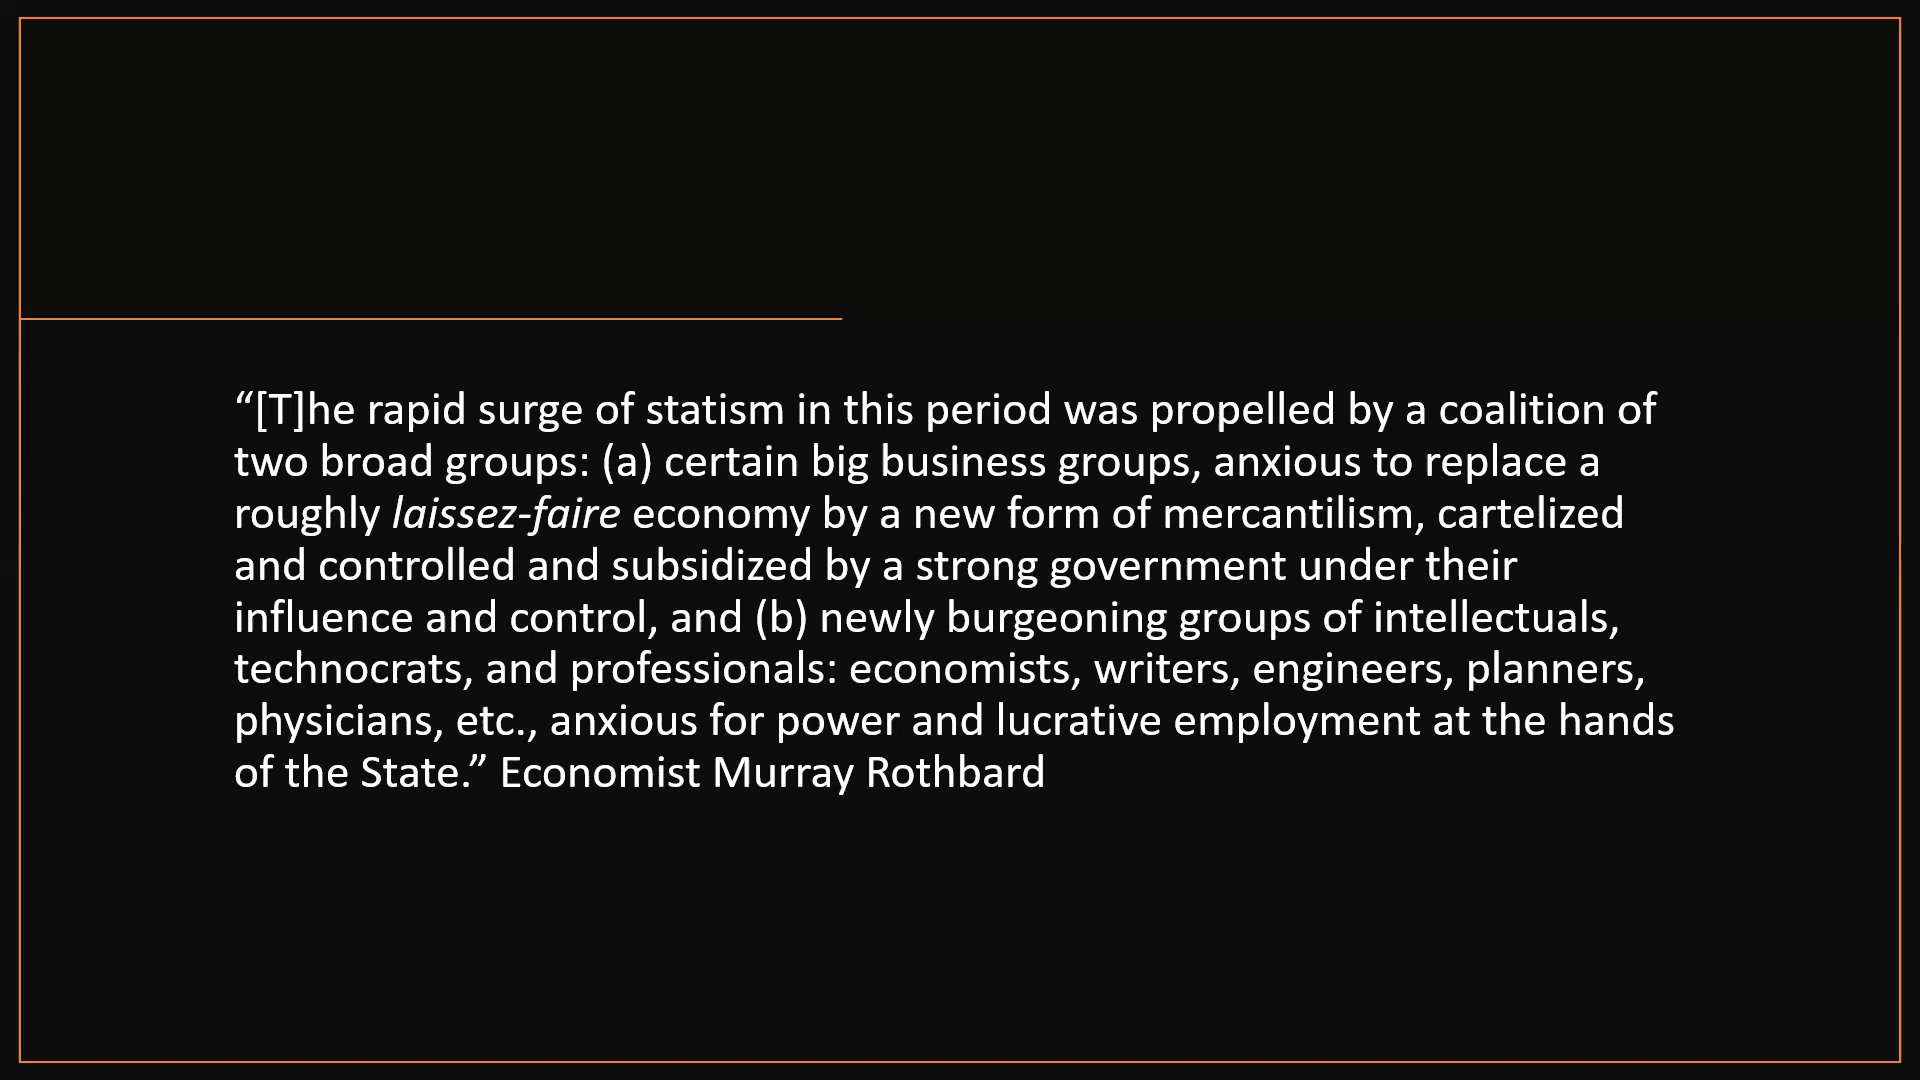 “[T]he rapid surge of statism in this period was propelled by a coalition of
two broad groups: (a) certain big business groups, anxious to replace a
roughly laissez-faire economy by a new form of mercantilism, cartelized
and controlled and subsidized by a strong government under their
influence and control, and (b) newly burgeoning groups of intellectuals,
technocrats, and professionals: economists, writers, engineers, planners,
physicians, etc., anxious for power and lucrative employment at the hands
of the State.” Economist Murray Rothbard